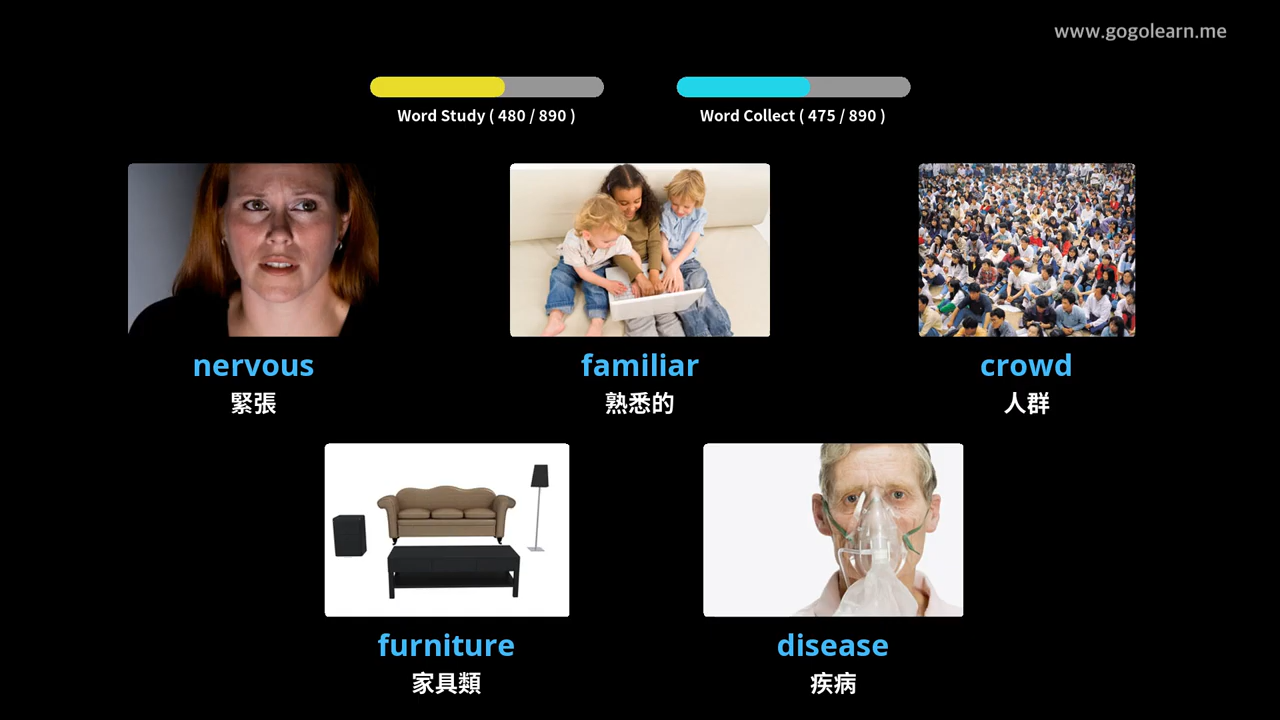 www.gogolearn.me
Word Study ( 480 / 890 )
Word Collect ( 475 / 890 )
nervous
緊張
familiar
熟悉的
crowd
人群
furniture
家具類
disease
疾病